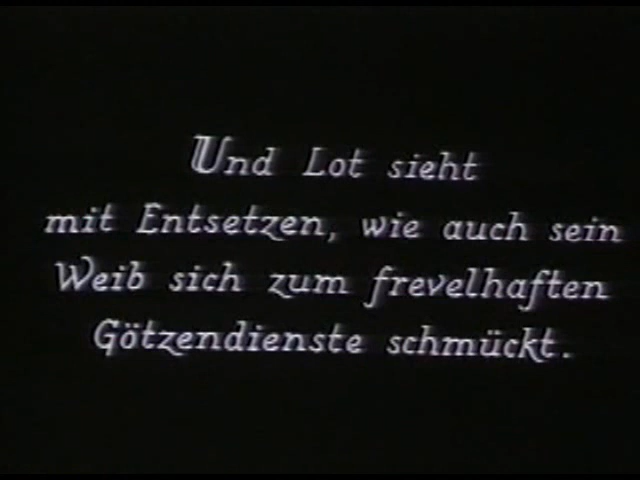 Und Lot sieht
mit Entsetzen, wie auch sein
Weib sich zum frevelhaften
Götzendienste schmückt.